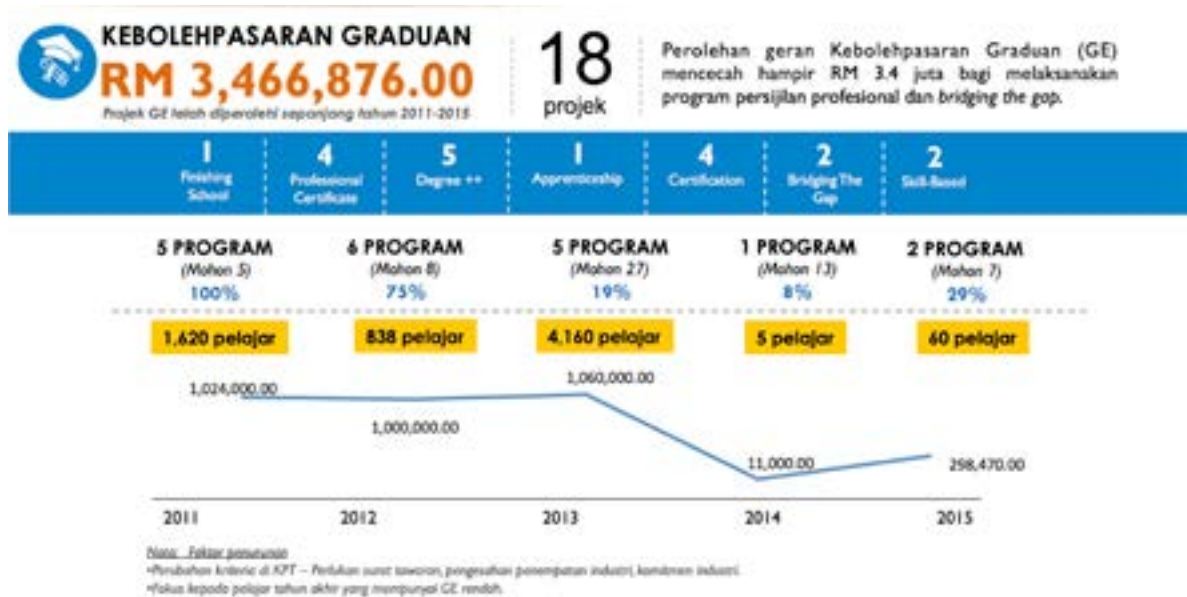 KEBOLEHPASARAN GRADUAN
RM 3,466,876.00
Projek GE telah diperolehi sepanjang tahun 2011-2015
18
projek
Perolehan geran Kebolehpasaran Graduan (GE)
mencecah hampir RM 3.4 juta bagi melaksanakan
program persijilan profesional dan bridging the gap.
1 4 5 1 4 2 2
Finishing School
Professional Certificate
Degree ++
Apprenticeship
Certification
Bridging The Gap
Skill-Based
5 PROGRAM 6 PROGRAM 5 PROGRAM 1 PROGRAM 2 PROGRAM
(Mohon 5) (Mohon 8) (Mohon 27) (Mohon 13) (Mohon 7)
100% 75% 19% 8% 29%
1,620 pelajar 838 pelajar 4,160 pelajar 5 pelajar 60 pelajar
1,024,000.00
1,000,000.00
1,060,000.00
11,000.00
298,470.00
2011 2012 2013 2014 2015
Nota: Faktor penurunan
•Perubahan kriteria di KPT – Perlukan surat tawaran, pengesahan penempatan industri, komitmen industri.
•Fokus kepada pelajar tahun akhir yang mempunyai GE rendah.